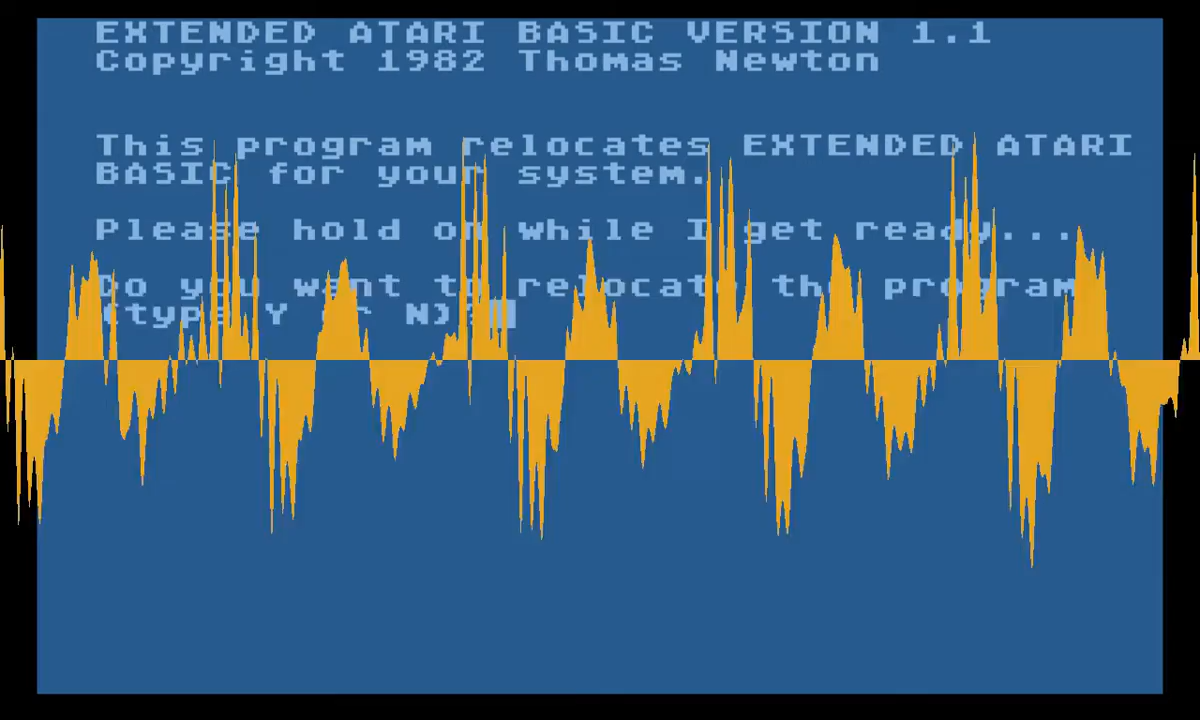 EXTENDED ATARI BASIC VERSION 1.1
Copyright 1982 Thomas Newton
This program relocates EXTENDED ATARI
BASIC for your system.
Please hold on while I get ready...
Do you want to relocate the program
(type Y or N)?